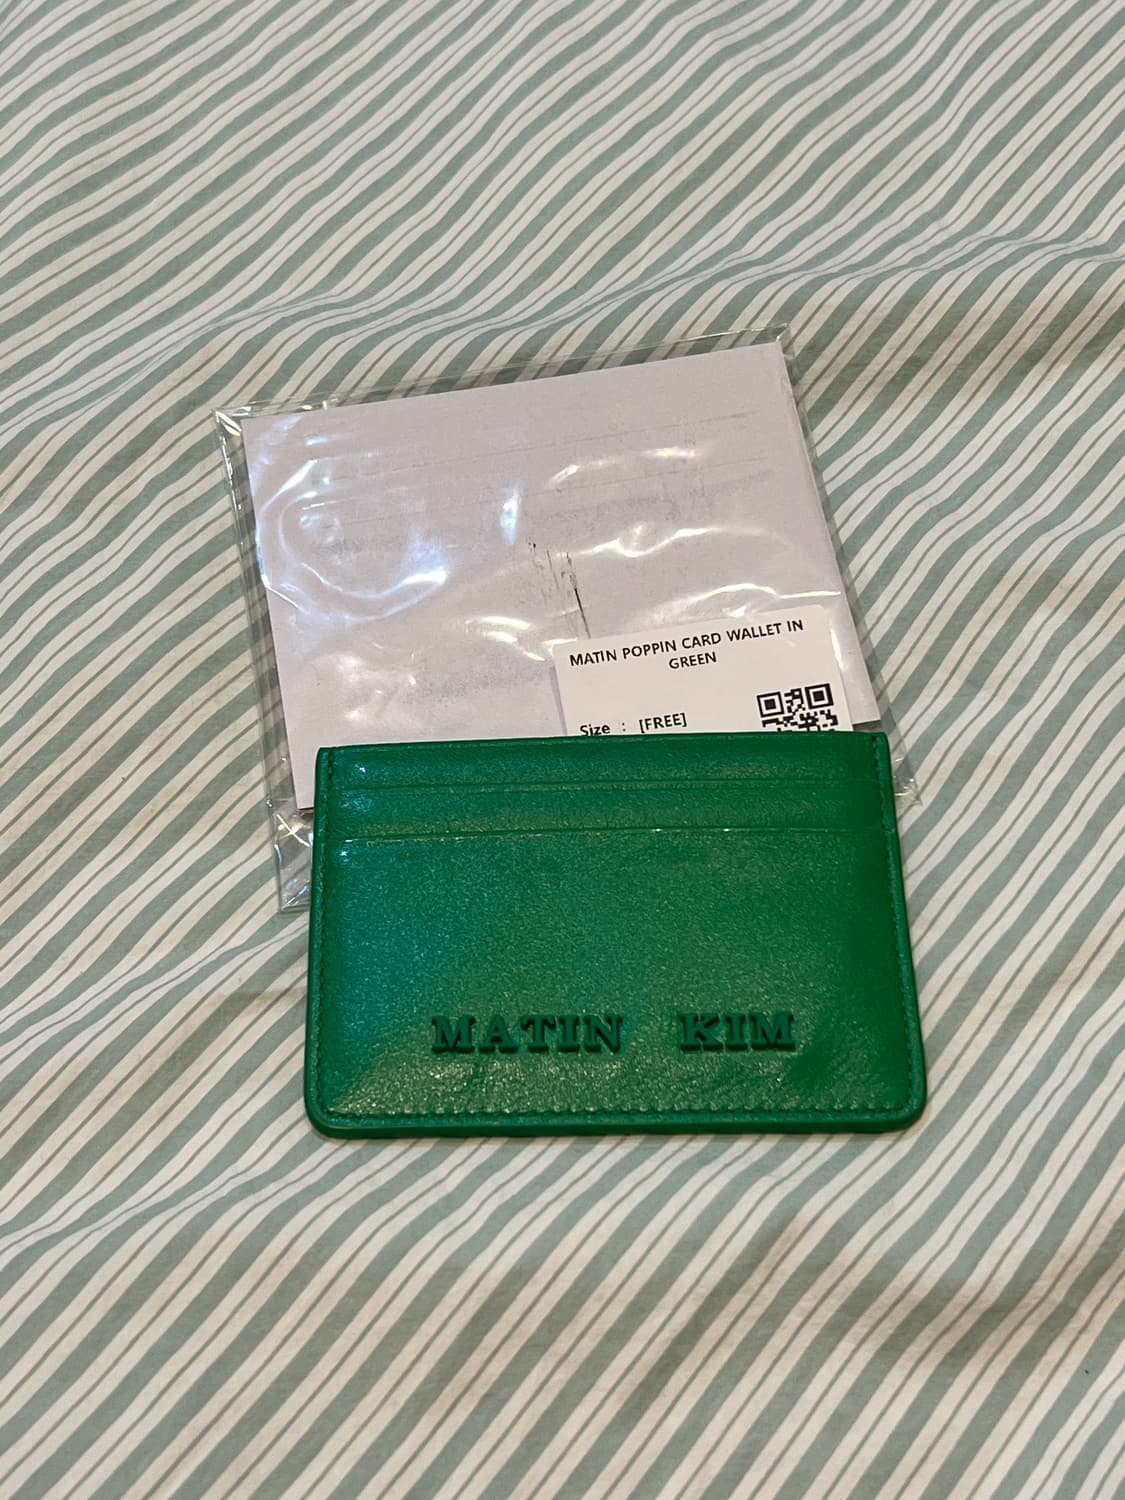 MATIN POPPIN CARD WALLET IN
GREEN
Size : [FREE]
MATIN KIM